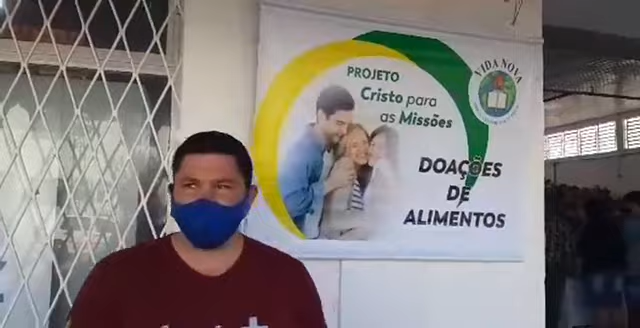 PROJETO
Cristo para
as Missões
VIDA NOVA
DOAÇÕES
DE
ALIMENTOS